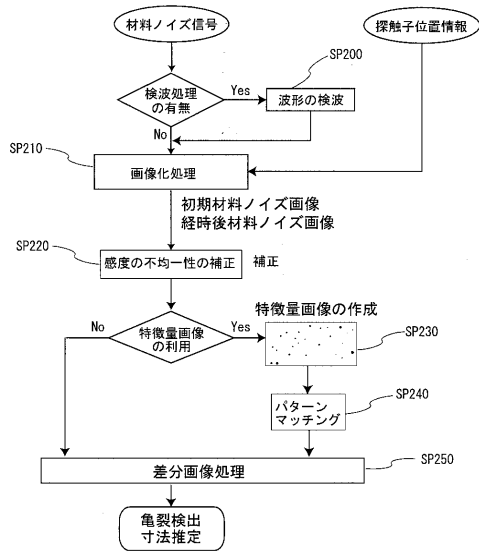 材料ノイズ信号
探触子位置情報
SP200
検波処理
の有無
Yes
波形の検波
No
SP210
画像化処理
初期材料ノイズ画像
経時後材料ノイズ画像
SP220
感度の不均一性の補正
補正
特徴量画像の作成
No
特徴量画像
の利用
Yes
SP230
SP240
パターン
マッチング
SP250
差分画像処理
亀裂検出
寸法推定